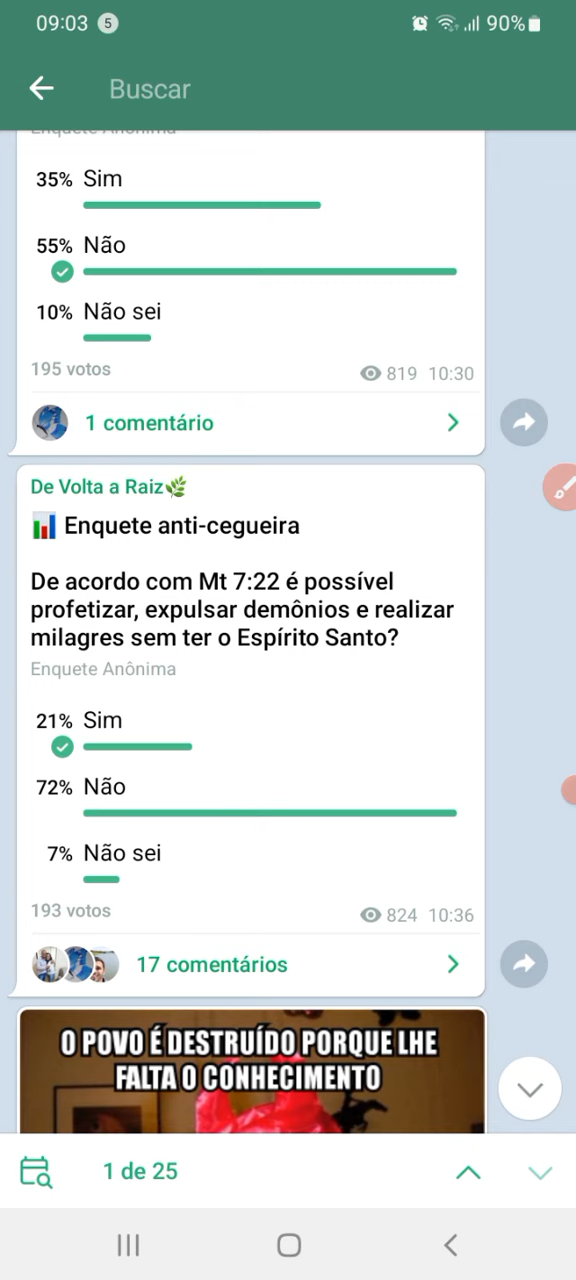 09:03 5 90%
Buscar
Enquete Anônima
35% Sim
55% Não
10% Não sei
195 votos 819 10:30
1 comentário
De Volta a Raiz
Enquete anti-cegueira
De acordo com Mt 7:22 é possível
profetizar, expulsar demônios e realizar
milagres sem ter o Espírito Santo?
Enquete Anônima
21% Sim
72% Não
7% Não sei
193 votos 824 10:36
17 comentários
O POVO É DESTRUÍDO PORQUE LHE
FALTA O CONHECIMENTO
1 de 25